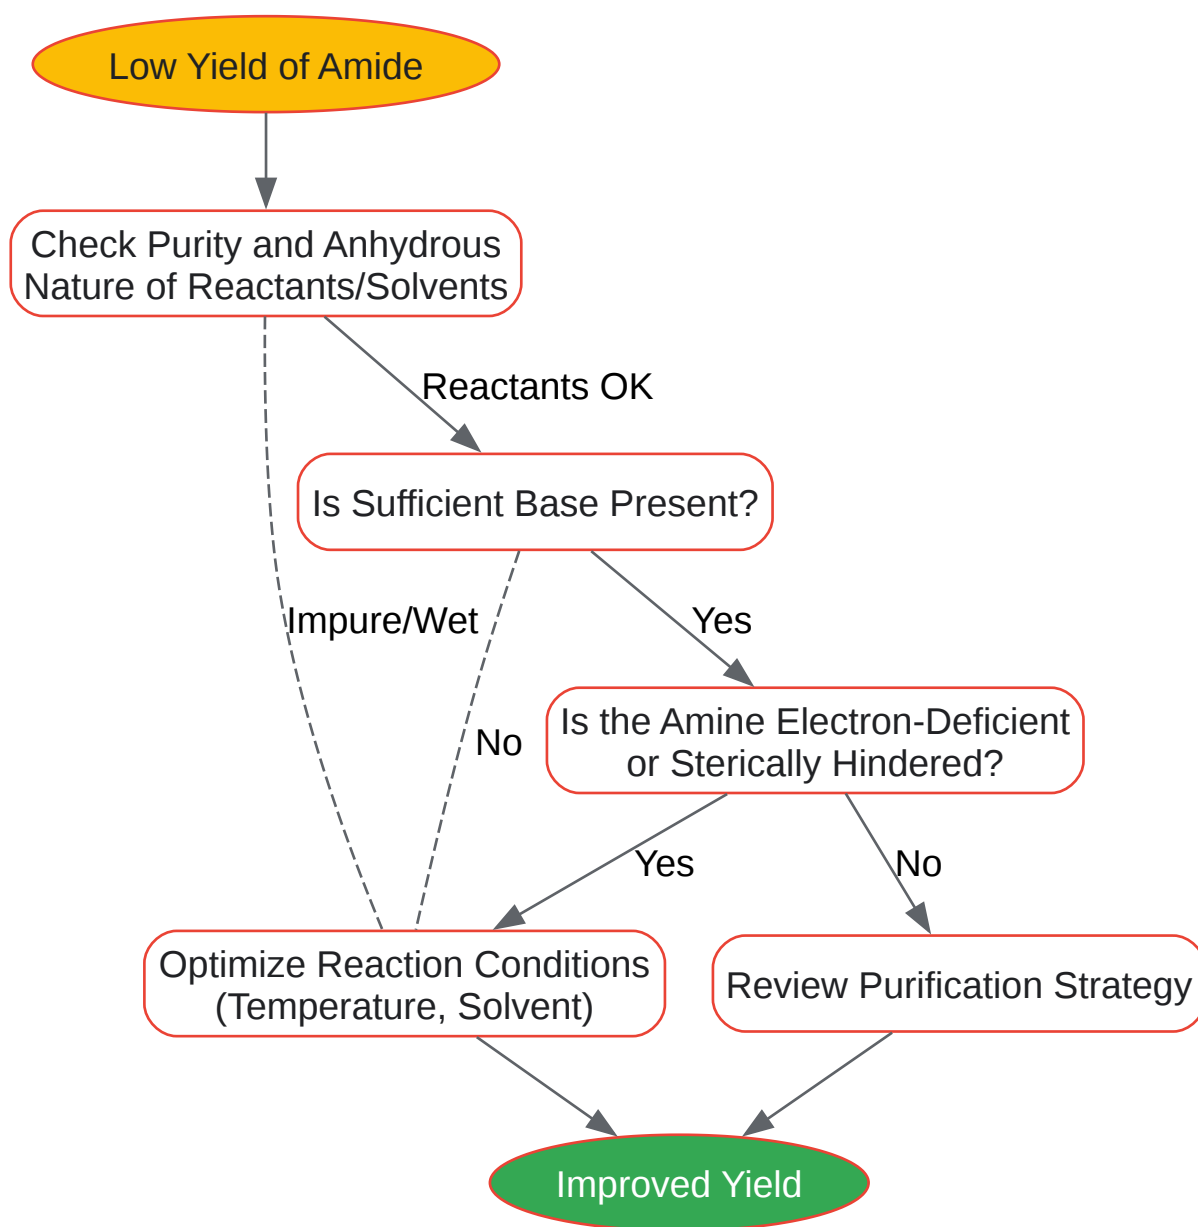 Low Yield of Amide
Check Purity and Anhydrous
Nature of Reactants/Solvents
Reactants OK
Is Sufficient Base Present?
Impure/Wet
Yes
Is the Amine Electron-Deficient
or Sterically Hindered?
No
Yes
No
Optimize Reaction Conditions
(Temperature, Solvent)
Review Purification Strategy
Improved Yield